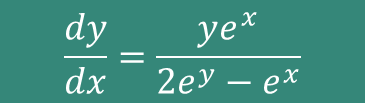 dy/dx = ye^x / (2e^y − e^x)